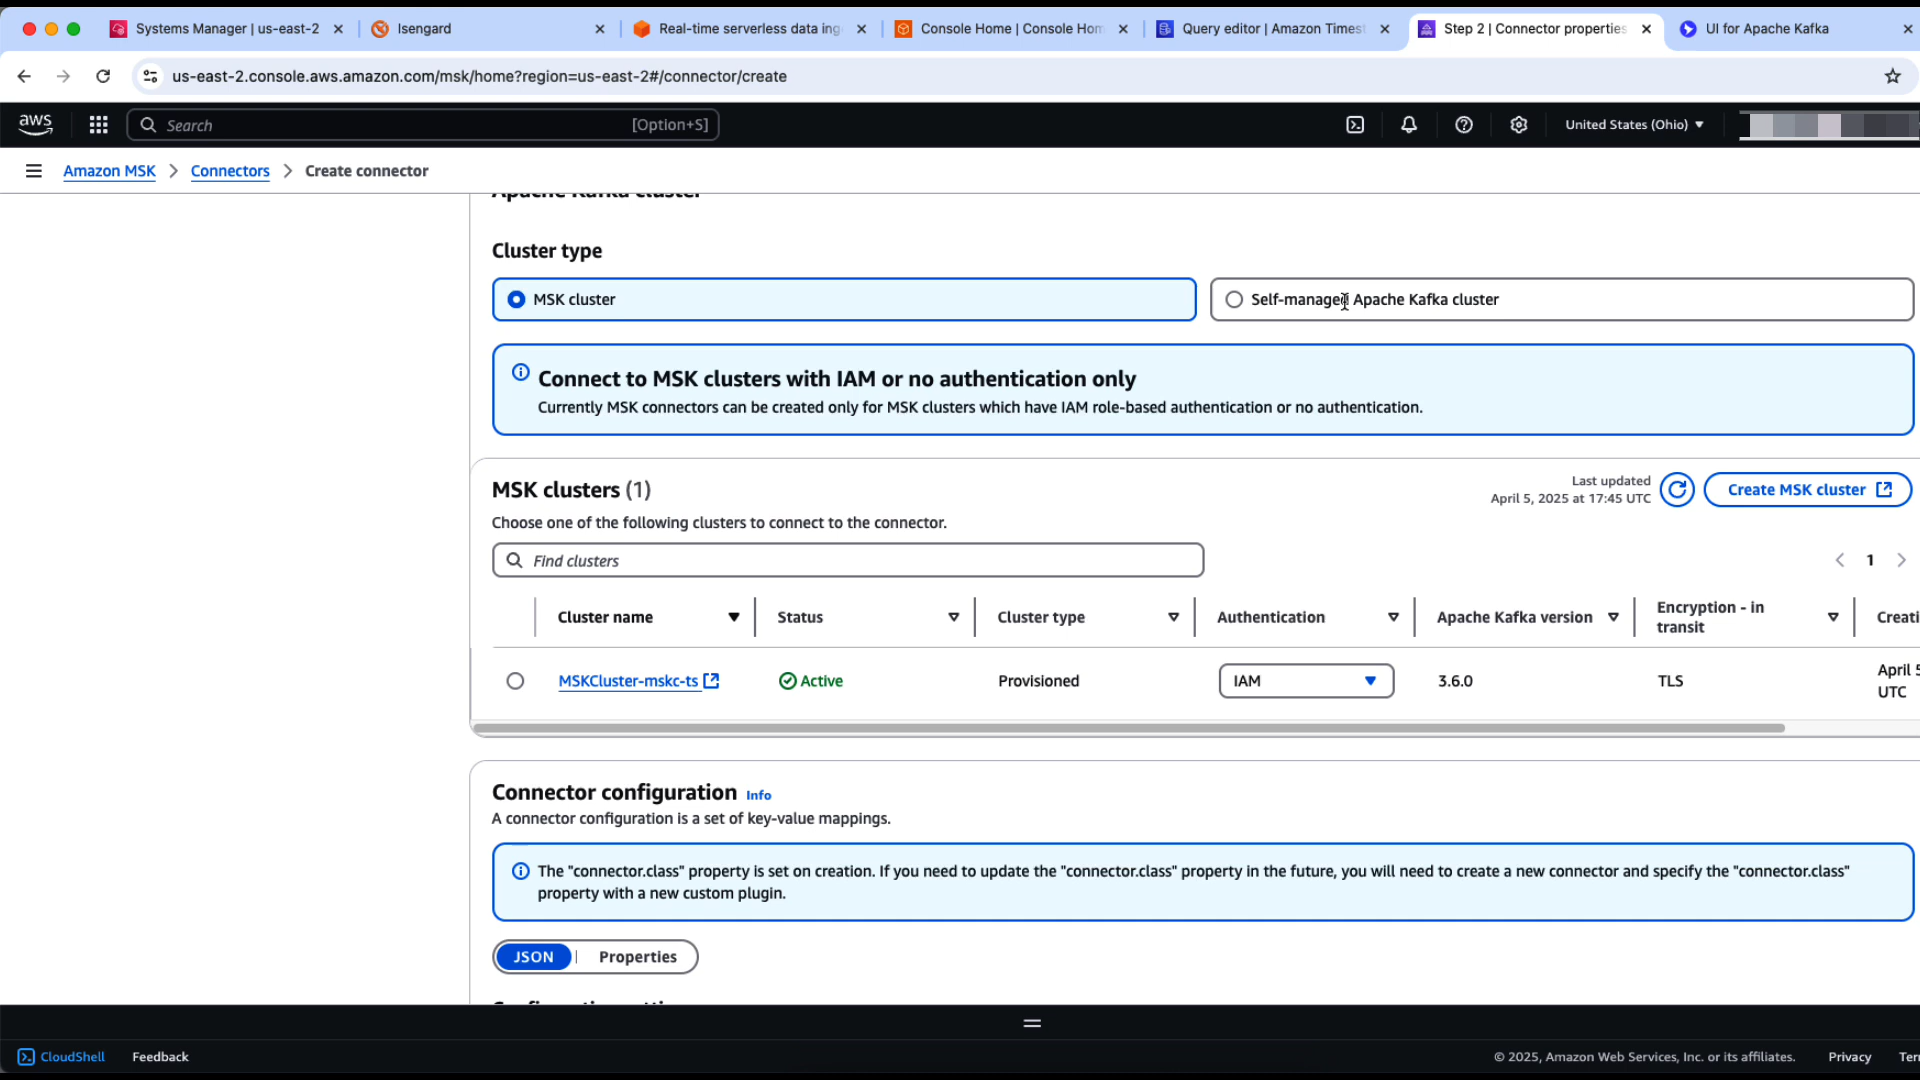 Systems Manager | us-east-2
Isengard
Real-time serverless data ing
Console Home | Console Hom
Query editor | Amazon Timest
Step 2 | Connector properties
UI for Apache Kafka
us-east-2.console.aws.amazon.com/msk/home?region=us-east-2#/connector/create
aws
Search
[Option+S]
United States (Ohio)
Amazon MSK
Connectors
Create connector
Apache Kafka cluster
Cluster type
MSK cluster
Self-managed Apache Kafka cluster
Connect to MSK clusters with IAM or no authentication only
Currently MSK connectors can be created only for MSK clusters which have IAM role-based authentication or no authentication.
MSK clusters (1)
Last updated
April 5, 2025 at 17:45 UTC
Create MSK cluster
Choose one of the following clusters to connect to the connector.
Find clusters
1
Cluster name
Status
Cluster type
Authentication
Apache Kafka version
Encryption - in
transit
Creati
MSKCluster-mskc-ts
Active
Provisioned
IAM
3.6.0
TLS
April 5
UTC
Connector configuration Info
A connector configuration is a set of key-value mappings.
The "connector.class" property is set on creation. If you need to update the "connector.class" property in the future, you will need to create a new connector and specify the "connector.class"
property with a new custom plugin.
JSON
Properties
CloudShell
Feedback
© 2025, Amazon Web Services, Inc. or its affiliates.
Privacy
Ter